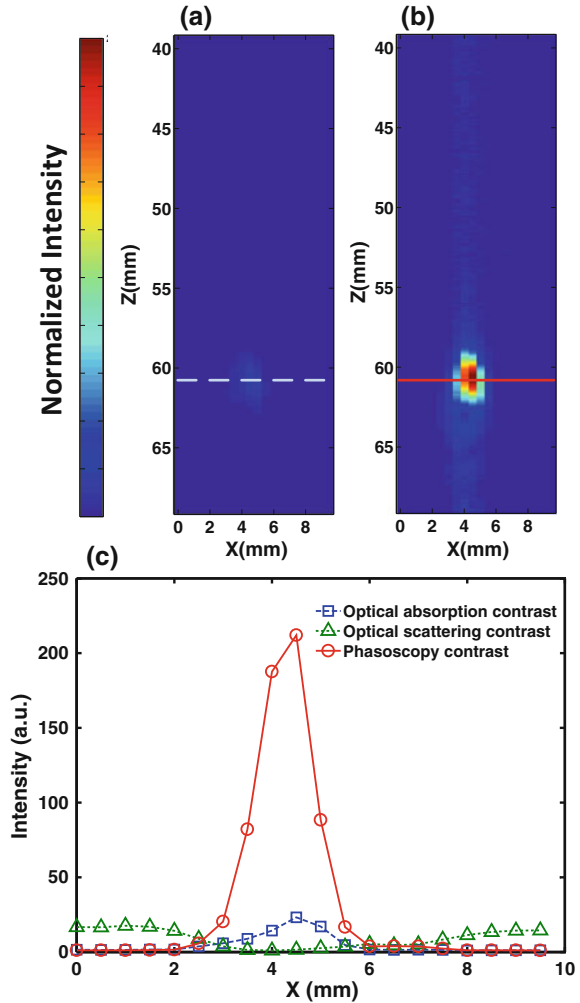 (a)
(b)
Normalized Intensity
Z(mm)
40
45
50
55
60
65
0 2 4 6 8
X(mm)
Z(mm)
40
45
50
55
60
65
0 2 4 6 8
X(mm)
(c)
Intensity (a.u.)
250
200
150
100
50
0
Optical absorption contrast
Optical scattering contrast
Phasoscopy contrast
0 2 4 6 8 10
X (mm)